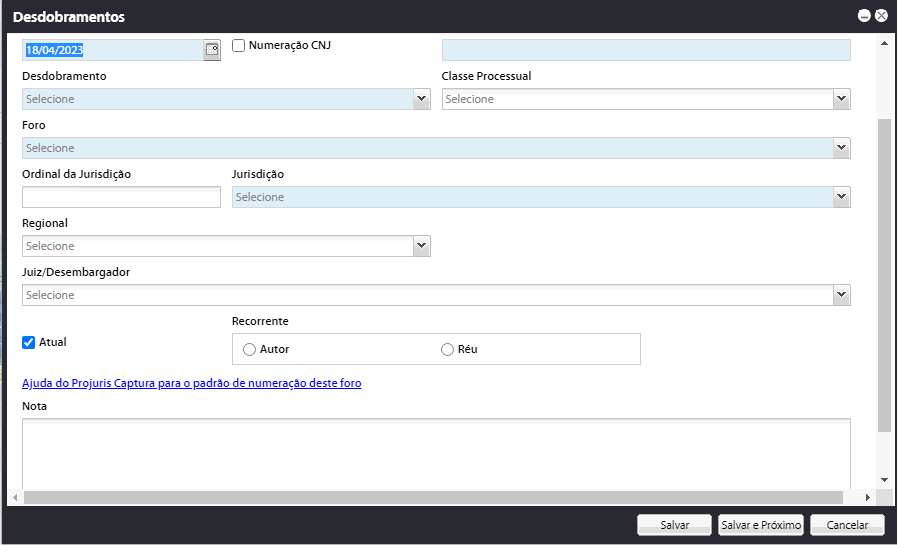 Desdobramentos
18/04/2023 Numeração CNJ
Desdobramento Classe Processual
Selecione Selecione
Foro
Selecione
Ordinal da Jurisdição Jurisdição
Selecione
Regional
Selecione
Juiz/Desembargador
Selecione
Recorrente
Atual
Autor Réu
Ajuda do Projuris Captura para o padrão de numeração deste foro
Nota
Salvar Salvar e Próximo Cancelar